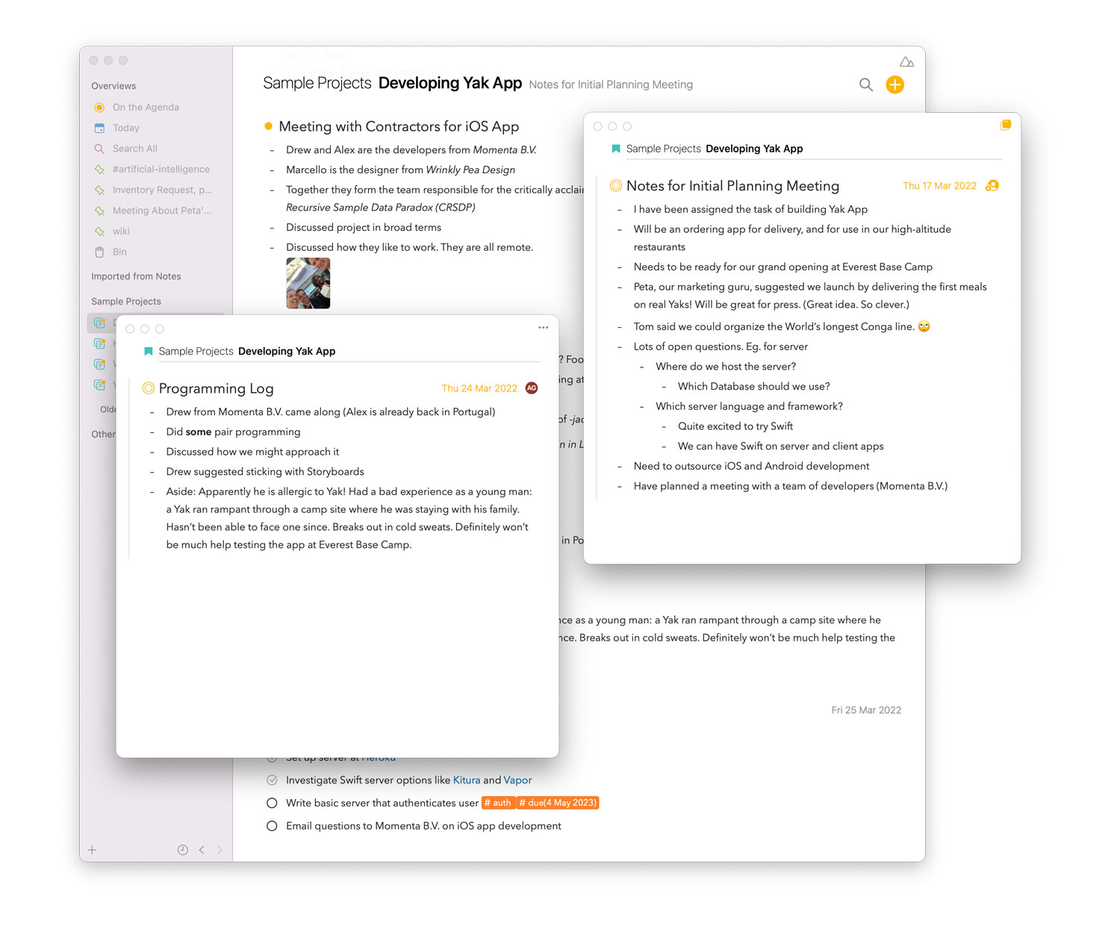 Overviews
On the Agenda
Today
Search All
#artificial-intelligence
Inventory Request, p...
Meeting About Peta'...
wiki
Bin
Imported from Notes
Sample Projects
Olde
Other
Sample Projects Developing Yak App Notes for Initial Planning Meeting
Meeting with Contractors for iOS App
- Drew and Alex are the developers from Momenta B.V.
- Marcello is the designer from Wrinkly Pea Design
- Together they form the team responsible for the critically acclai
Recursive Sample Data Paradox (CRSDP)
- Discussed project in broad terms
- Discussed how they like to work. They are all remote.
? Foo
ing at
of -jac
n in L
in Po
nce as a young man: a Yak ran rampant through a camp site where he
nce. Breaks out in cold sweats. Definitely won't be much help testing the
Fri 25 Mar 2022
Set up server at Heroku
Investigate Swift server options like Kitura and Vapor
Write basic server that authenticates user # auth # due(4 May 2023)
Email questions to Momenta B.V. on iOS app development
Sample Projects Developing Yak App
Programming Log Thu 24 Mar 2022 AG
- Drew from Momenta B.V. came along (Alex is already back in Portugal)
- Did some pair programming
- Discussed how we might approach it
- Drew suggested sticking with Storyboards
- Aside: Apparently he is allergic to Yak! Had a bad experience as a young man:
a Yak ran rampant through a camp site where he was staying with his family.
Hasn't been able to face one since. Breaks out in cold sweats. Definitely won't
be much help testing the app at Everest Base Camp.
Sample Projects Developing Yak App
Notes for Initial Planning Meeting Thu 17 Mar 2022
- I have been assigned the task of building Yak App
- Will be an ordering app for delivery, and for use in our high-altitude
restaurants
- Needs to be ready for our grand opening at Everest Base Camp
- Peta, our marketing guru, suggested we launch by delivering the first meals
on real Yaks! Will be great for press. (Great idea. So clever.)
- Tom said we could organize the World's longest Conga line. 🙄
- Lots of open questions. Eg. for server
- Where do we host the server?
- Which Database should we use?
- Which server language and framework?
- Quite excited to try Swift
- We can have Swift on server and client apps
- Need to outsource iOS and Android development
- Have planned a meeting with a team of developers (Momenta B.V.)